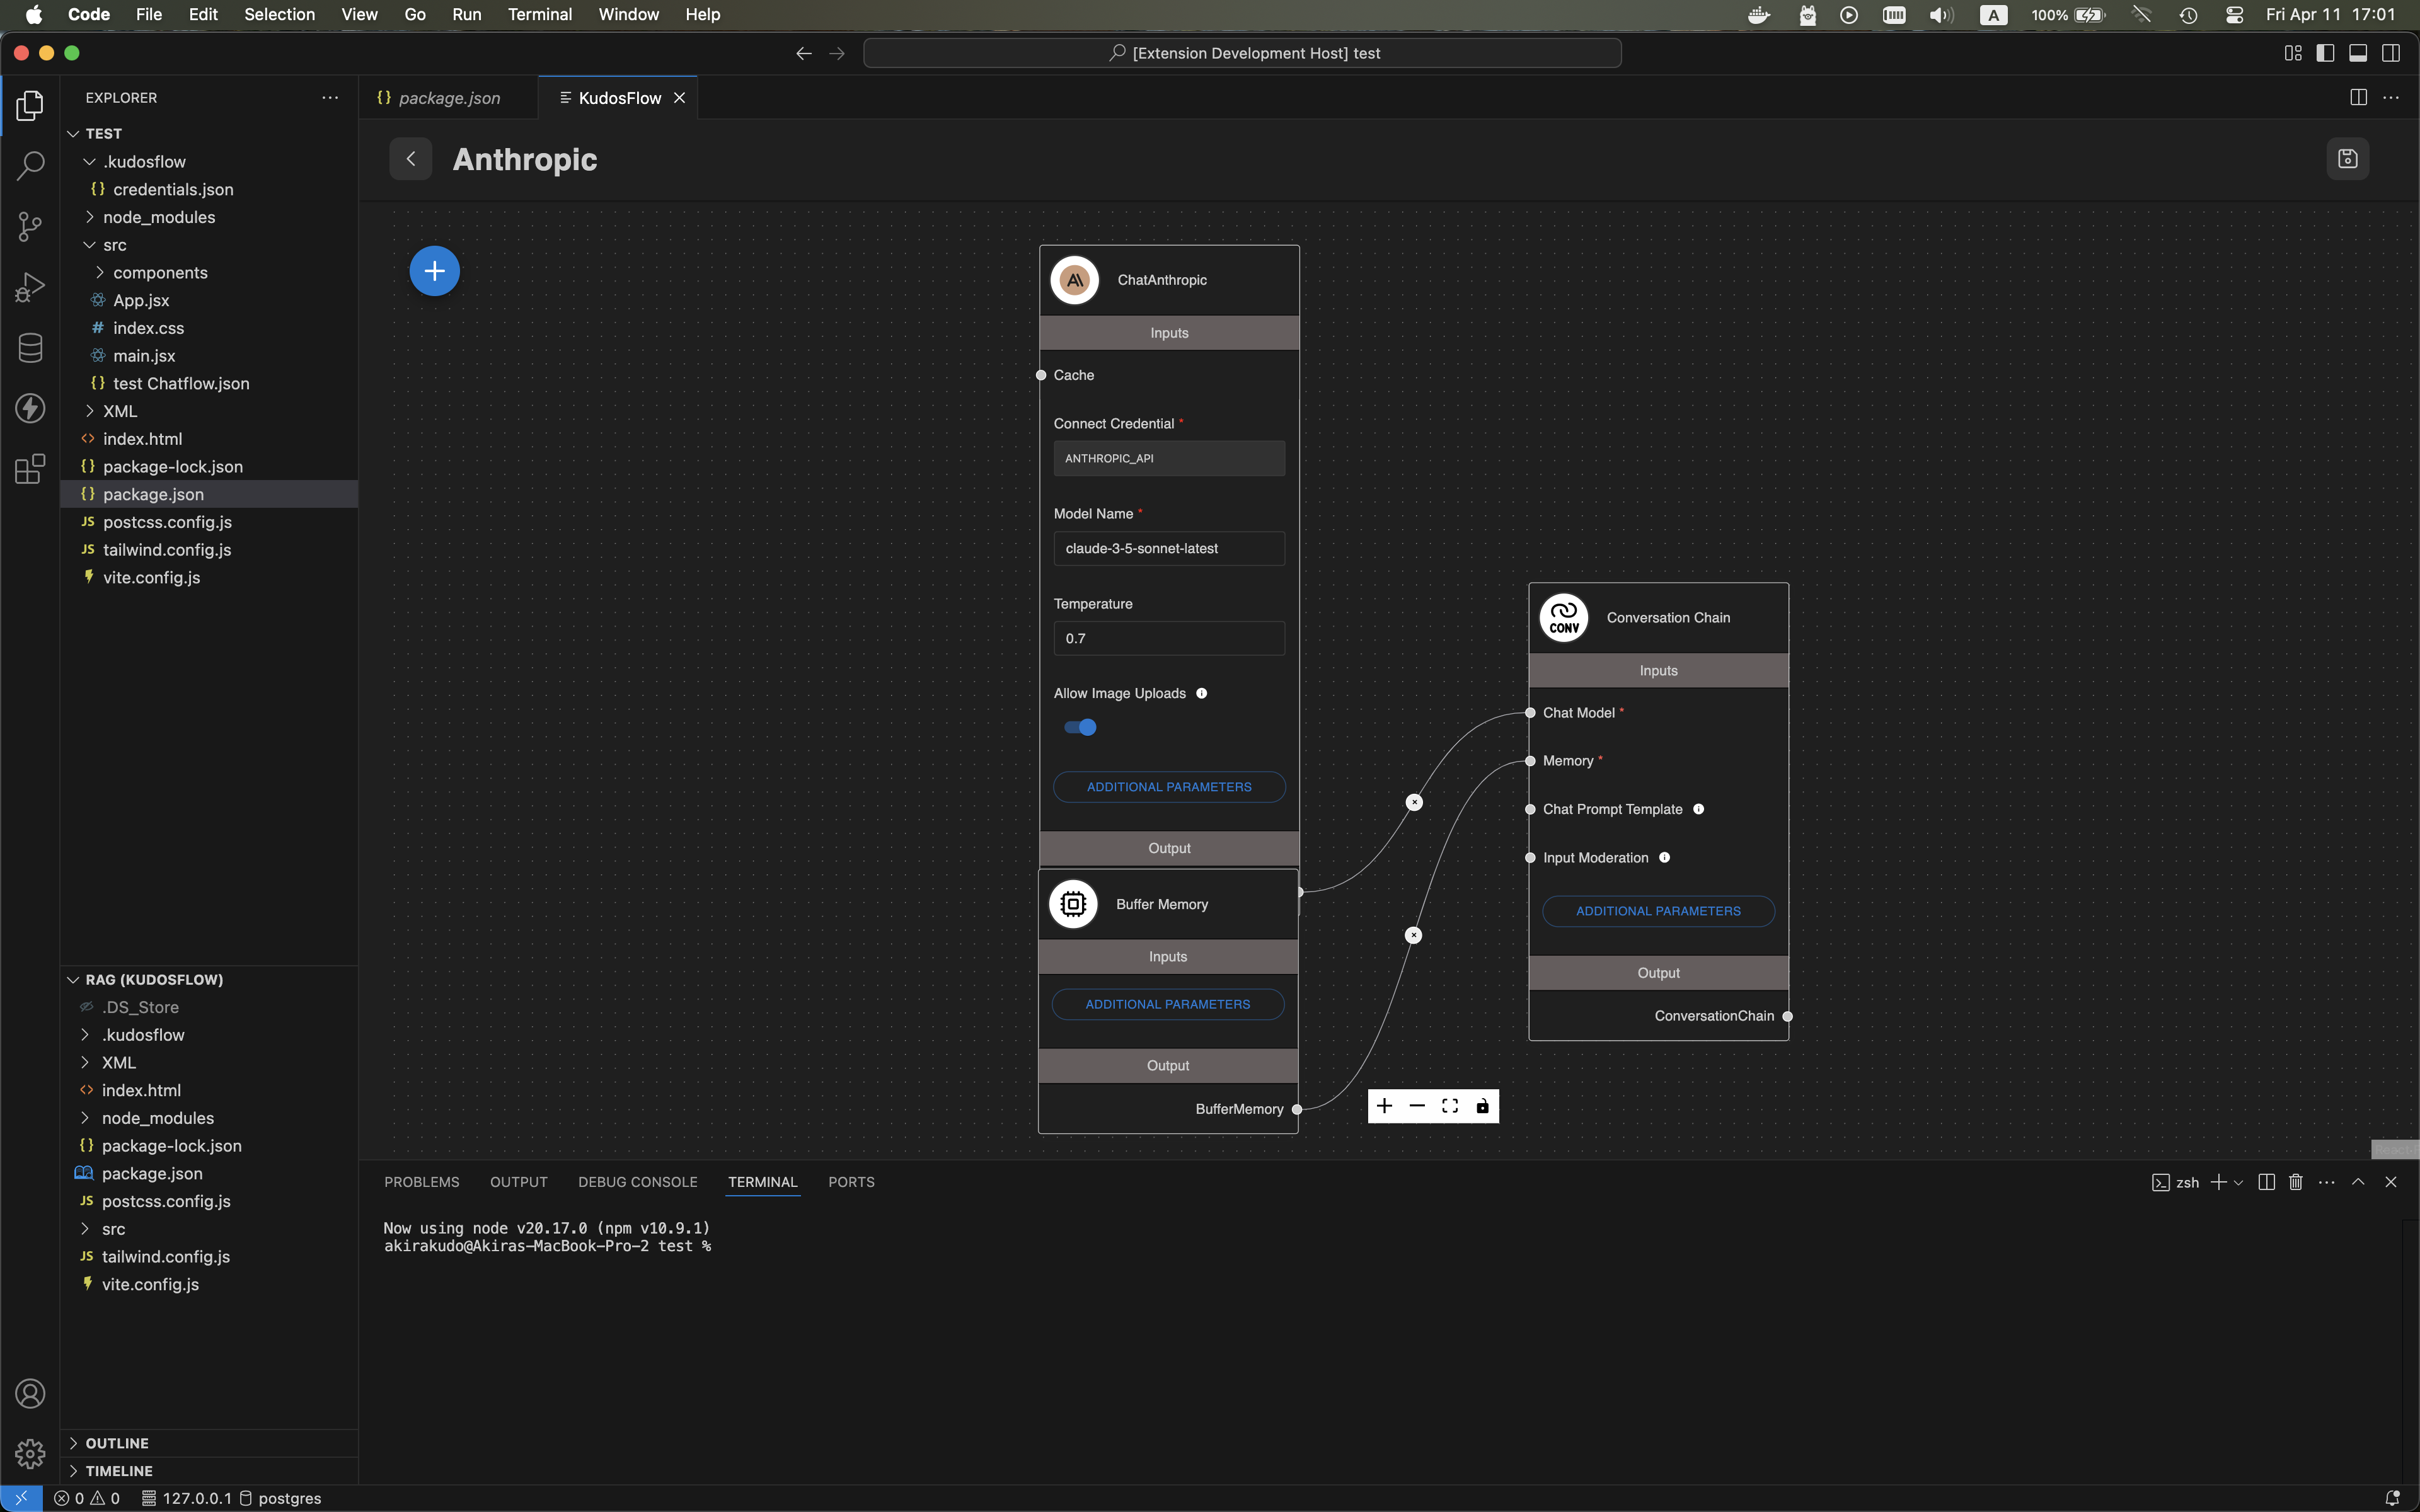 Code File Edit Selection View Go Run Terminal Window Help
A 100% Fri Apr 11 17:01
[Extension Development Host] test
EXPLORER
TEST
.kudosflow
credentials.json
node_modules
src
components
App.jsx
# index.css
main.jsx
{} test Chatflow.json
XML
<> index.html
{} package-lock.json
{} package.json
JS postcss.config.js
JS tailwind.config.js
vite.config.js
RAG (KUDOSFLOW)
.DS_Store
.kudosflow
XML
<> index.html
node_modules
{} package-lock.json
package.json
JS postcss.config.js
src
JS tailwind.config.js
vite.config.js
OUTLINE
TIMELINE
{} package.json
KudosFlow
Anthropic
ChatAnthropic
Inputs
Cache
Connect Credential *
ANTHROPIC_API
Model Name *
claude-3-5-sonnet-latest
Temperature
0.7
Allow Image Uploads
ADDITIONAL PARAMETERS
Output
Buffer Memory
Inputs
ADDITIONAL PARAMETERS
Output
BufferMemory
CONV
Conversation Chain
Inputs
Chat Model *
Memory *
Chat Prompt Template
Input Moderation
ADDITIONAL PARAMETERS
Output
ConversationChain
PROBLEMS OUTPUT DEBUG CONSOLE TERMINAL PORTS
zsh
Now using node v20.17.0 (npm v10.9.1)
akirakudo@Akiras-MacBook-Pro-2 test %
0 0 127.0.0.1 postgres